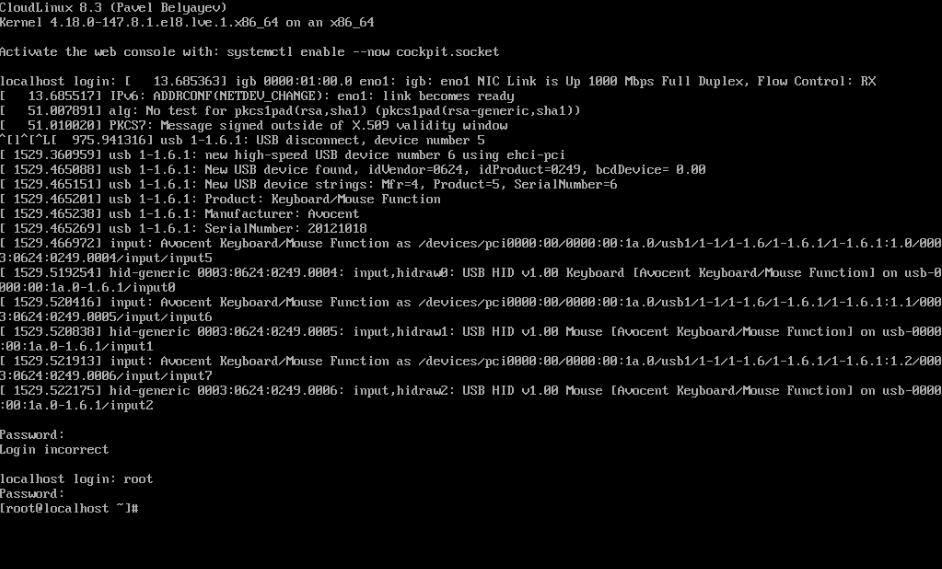 CloudLinux 8.3 (Pavel Belyayev)
Kernel 4.18.0-147.8.1.el8.lve.1.x86_64 on an x86_64
Activate the web console with: systemctl enable --now cockpit.socket
localhost login: [   13.685363] igb 0000:01:00.0 eno1: igb: eno1 NIC Link is Up 1000 Mbps Full Duplex, Flow Control: RX
[   13.685517] IPv6: ADDRCONF(NETDEV_CHANGE): eno1: link becomes ready
[   51.007891] alg: No test for pkcs1pad(rsa,sha1) (pkcs1pad(rsa-generic,sha1))
[   51.010020] PKCS7: Message signed outside of X.509 validity window
^[l^[^L[  975.941316] usb 1-1.6.1: USB disconnect, device number 5
[ 1529.360959] usb 1-1.6.1: new high-speed USB device number 6 using ehci-pci
[ 1529.465088] usb 1-1.6.1: New USB device found, idVendor=0624, idProduct=0249, bcdDevice= 0.00
[ 1529.465151] usb 1-1.6.1: New USB device strings: Mfr=4, Product=5, SerialNumber=6
[ 1529.465201] usb 1-1.6.1: Product: Keyboard/Mouse Function
[ 1529.465238] usb 1-1.6.1: Manufacturer: Avocent
[ 1529.465269] usb 1-1.6.1: SerialNumber: 20121018
[ 1529.466972] input: Avocent Keyboard/Mouse Function as /devices/pci0000:00/0000:00:1a.0/usb1/1-1/1-1.6/1-1.6.1/1-1.6.1:1.0/000
3:0624:0249.0004/input/input5
[ 1529.519254] hid-generic 0003:0624:0249.0004: input,hidraw0: USB HID v1.00 Keyboard [Avocent Keyboard/Mouse Function] on usb-0
000:00:1a.0-1.6.1/input0
[ 1529.520416] input: Avocent Keyboard/Mouse Function as /devices/pci0000:00/0000:00:1a.0/usb1/1-1/1-1.6/1-1.6.1/1-1.6.1:1.1/000
3:0624:0249.0005/input/input6
[ 1529.520838] hid-generic 0003:0624:0249.0005: input,hidraw1: USB HID v1.00 Mouse [Avocent Keyboard/Mouse Function] on usb-0000
:00:1a.0-1.6.1/input1
[ 1529.521913] input: Avocent Keyboard/Mouse Function as /devices/pci0000:00/0000:00:1a.0/usb1/1-1/1-1.6/1-1.6.1/1-1.6.1:1.2/000
3:0624:0249.0006/input/input7
[ 1529.522175] hid-generic 0003:0624:0249.0006: input,hidraw2: USB HID v1.00 Mouse [Avocent Keyboard/Mouse Function] on usb-0000
:00:1a.0-1.6.1/input2
Password:
Login incorrect
localhost login: root
Password:
[root@localhost ~]#